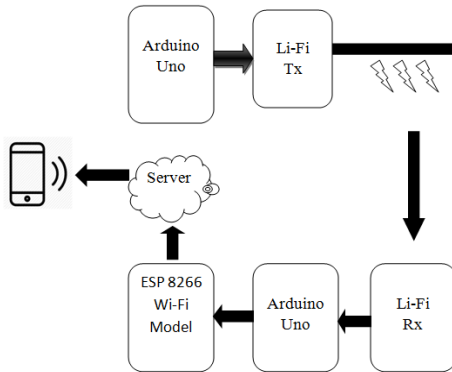 Arduino
Uno
Li-Fi
Tx
Server
ESP 8266
Wi-Fi
Model
Arduino
Uno
Li-Fi
Rx